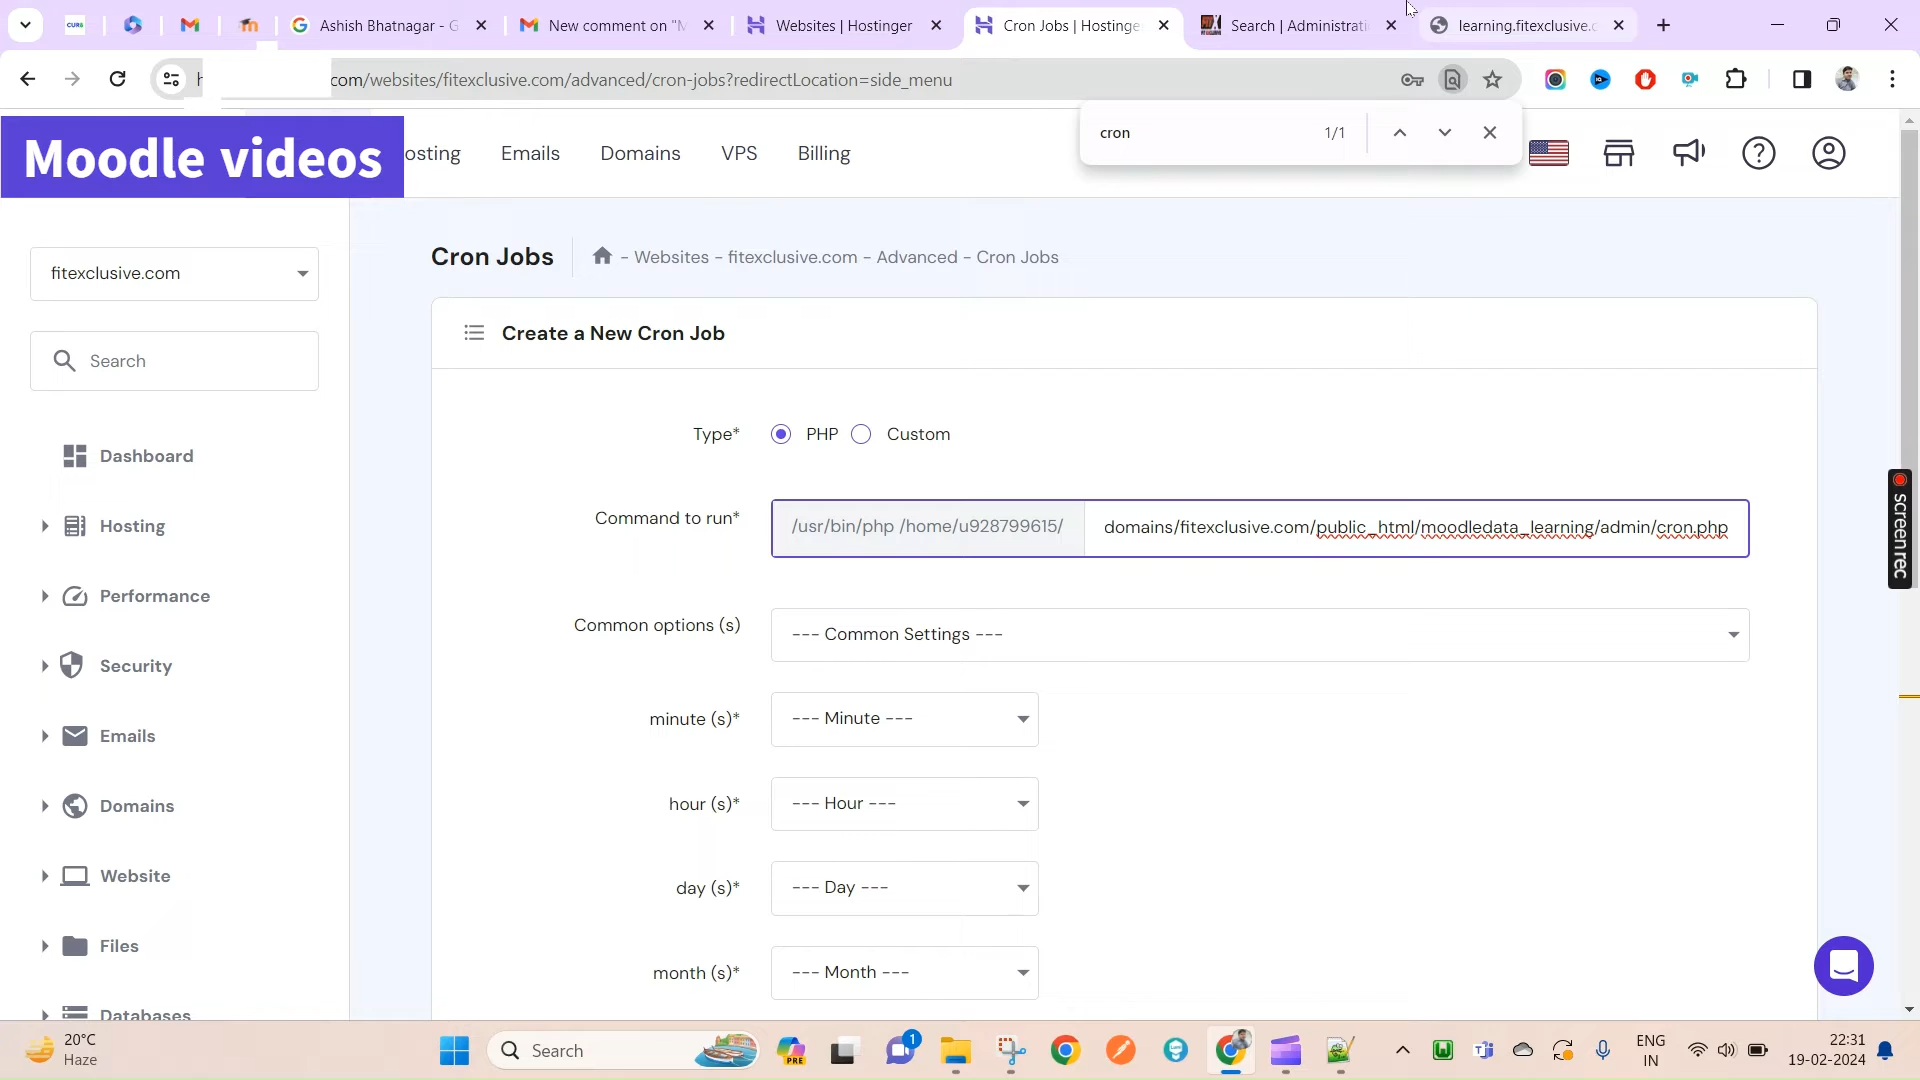 CURB
Ashish Bhatnagar - G
New comment on "M
Websites | Hostinger
Cron Jobs | Hostinge
Search | Administrati
learning.fitexclusive.c
h com/websites/fitexclusive.com/advanced/cron-jobs?redirectLocation=side_menu
cron 1/1
Moodle videos
osting Emails Domains VPS Billing
fitexclusive.com
Search
Dashboard
Hosting
Performance
Security
Emails
Domains
Website
Files
Databases
Cron Jobs
- Websites - fitexclusive.com - Advanced - Cron Jobs
Create a New Cron Job
Type* PHP Custom
Command to run* /usr/bin/php /home/u928799615/ domains/fitexclusive.com/public_html/moodledata_learning/admin/cron.php
Common options (s) --- Common Settings ---
minute (s)* --- Minute ---
hour (s)* --- Hour ---
day (s)* --- Day ---
month (s)* --- Month ---
screenrec
20°C
Haze
Search
PRE
1
ENG
IN
22:31
19-02-2024